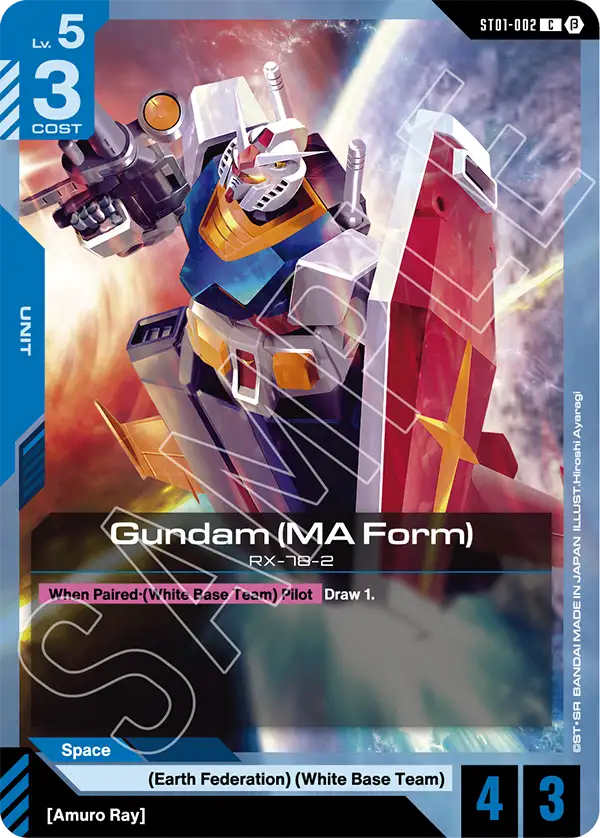 Lv. 5
3
COST
ST01-002 C β
UNIT
Gundam (MA Form)
RX-78-2
When Paired·(White Base Team) Pilot Draw 1.
Space
(Earth Federation) (White Base Team)
4 3
[Amuro Ray]
©ST·SR BANDAI MADE IN JAPAN ILLUST.Hiroshi Ayaragi
SAMPLE